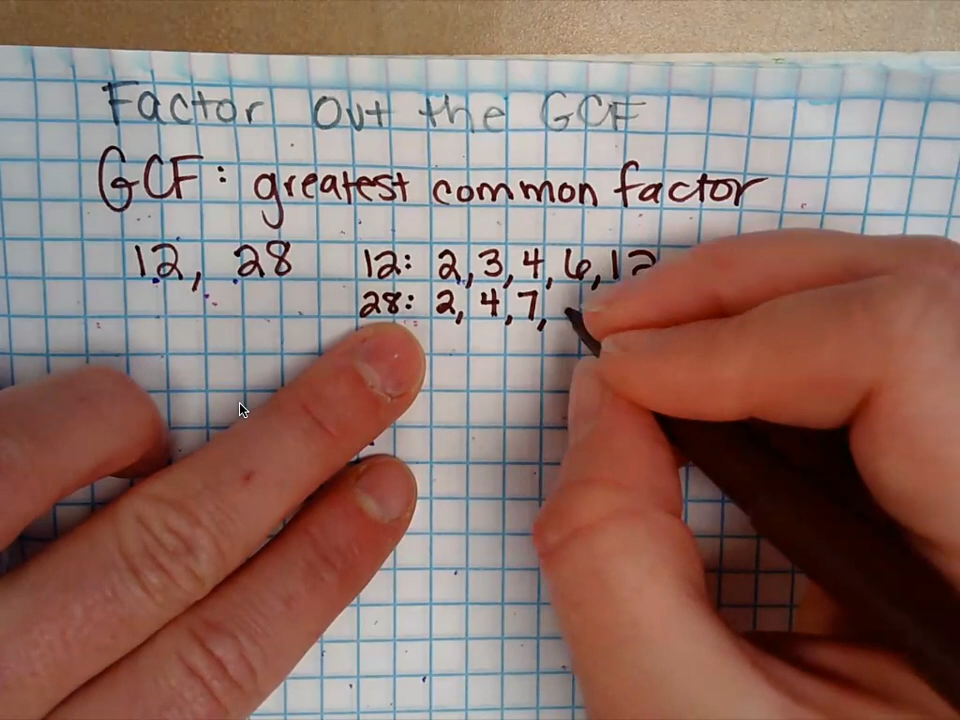 Factor Out the GCF
GCF: greatest common factor
12, 28
12: 2, 3, 4, 6, 12
28: 2, 4, 7,